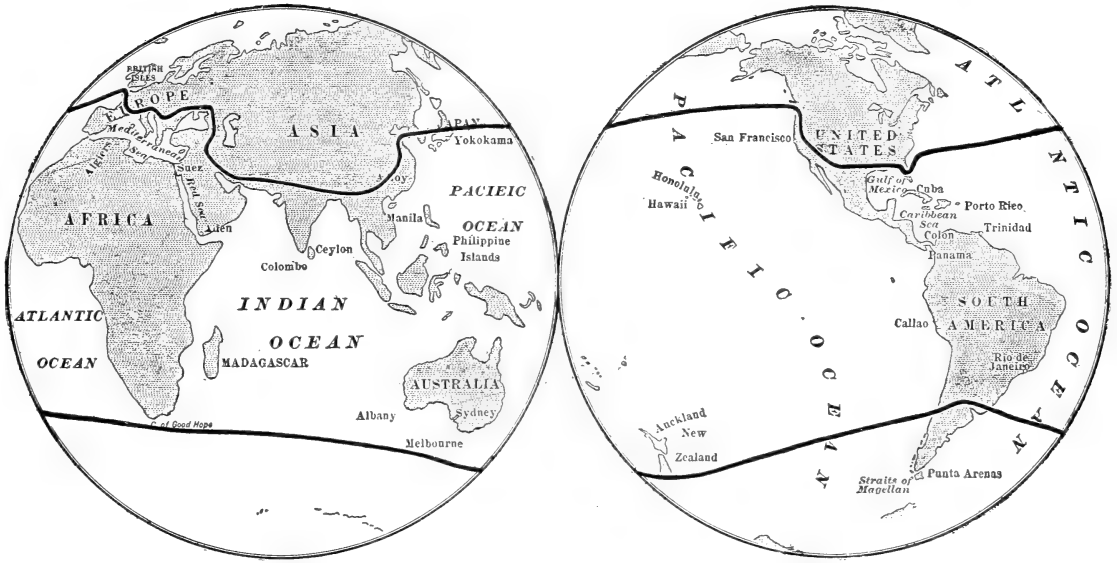 BRITISH
ISLES
EUROPE
ASIA
JAPAN
Yokokama
Mediterranean
Sea
Algiers
Suez
Red Sea
Aden
AFRICA
PACIEIC
OCEAN
Manila
Philippine
Islands
Ceylon
Colombo
INDIAN
OCEAN
ATLANTIC
OCEAN
MADAGASCAR
AUSTRALIA
Albany
Sydney
C. of Good Hope
Melbourne
PACIFIC OCEAN
ATLANTIC OCEAN
San Francisco
UNITED
STATES
Honolulu
Hawaii
Gulf of
Mexico
Cuba
Porto Rico
Caribbean
Sea
Colon
Trinidad
Panama
SOUTH
AMERICA
Callao
Rio de
Janeiro
Auckland
New
Zealand
Straits of
Magellan
Punta Arenas